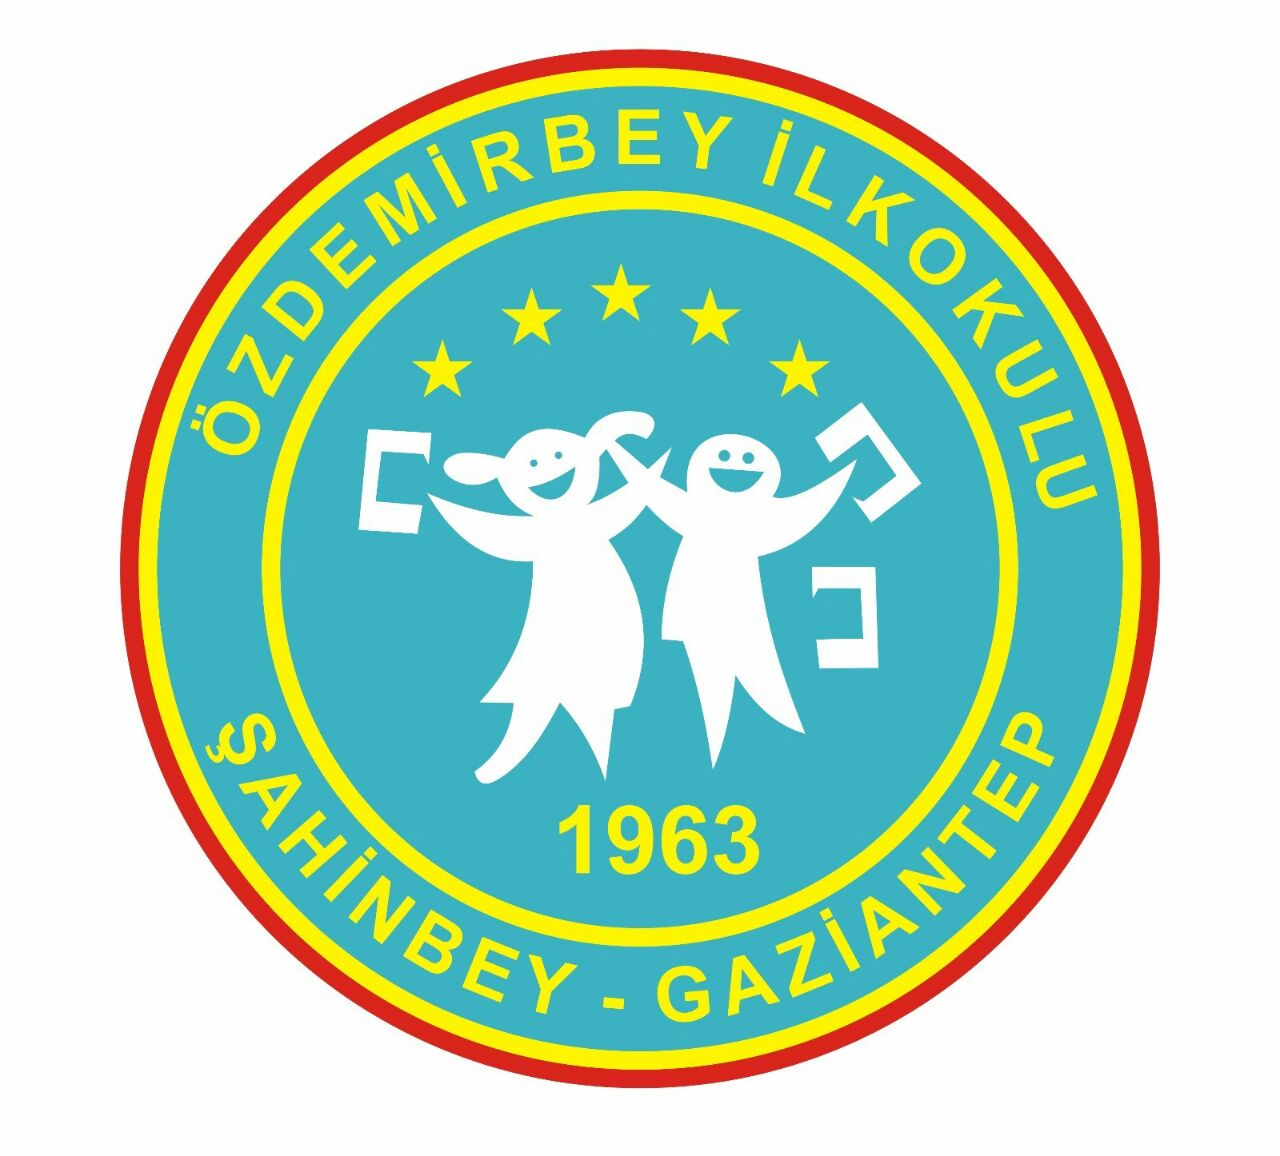 ÖZDEMİRBEY İLKOKULU
1963
ŞAHİNBEY - GAZİANTEP